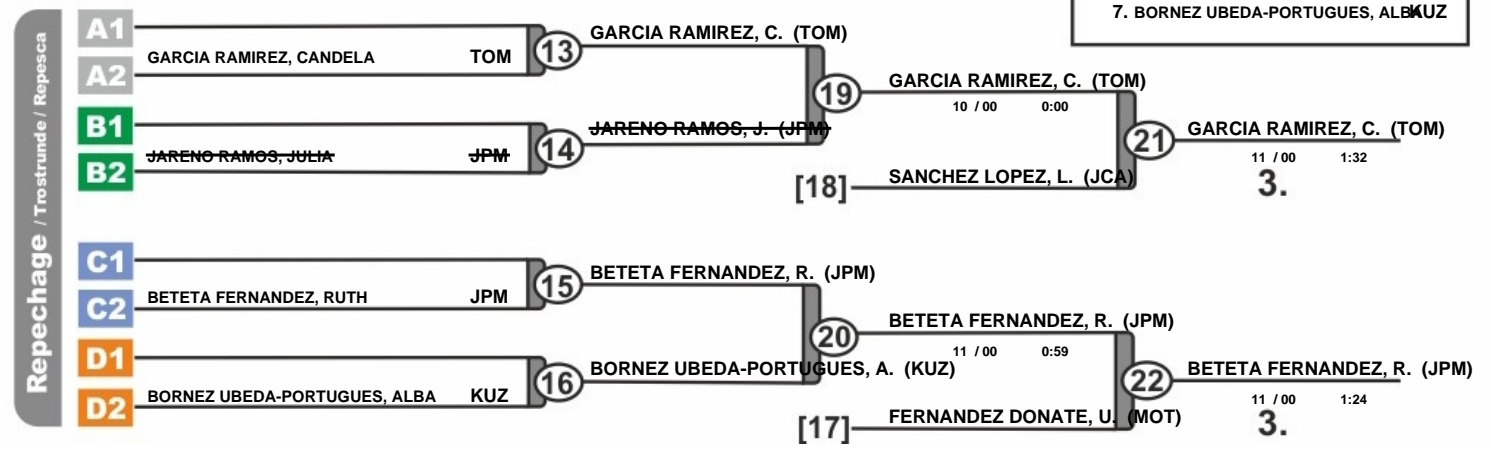 7. BORNEZ UBEDA-PORTUGUES, ALBA KUZ
Repechage / Trostrunde / Repesca
A1
GARCIA RAMIREZ, CANDELA TOM
A2
13
GARCIA RAMIREZ, C. (TOM)
B1
JARENO RAMOS, JULIA JPM
B2
14
JARENO RAMOS, J. (JPM)
19
GARCIA RAMIREZ, C. (TOM)
10 / 00 0:00
[18]
SANCHEZ LOPEZ, L. (JCA)
21
GARCIA RAMIREZ, C. (TOM)
11 / 00 1:32
3.
C1
BETETA FERNANDEZ, RUTH JPM
C2
15
BETETA FERNANDEZ, R. (JPM)
D1
BORNEZ UBEDA-PORTUGUES, ALBA KUZ
D2
16
BORNEZ UBEDA-PORTUGUES, A. (KUZ)
20
BETETA FERNANDEZ, R. (JPM)
11 / 00 0:59
[17]
FERNANDEZ DONATE, U. (MOT)
22
BETETA FERNANDEZ, R. (JPM)
11 / 00 1:24
3.